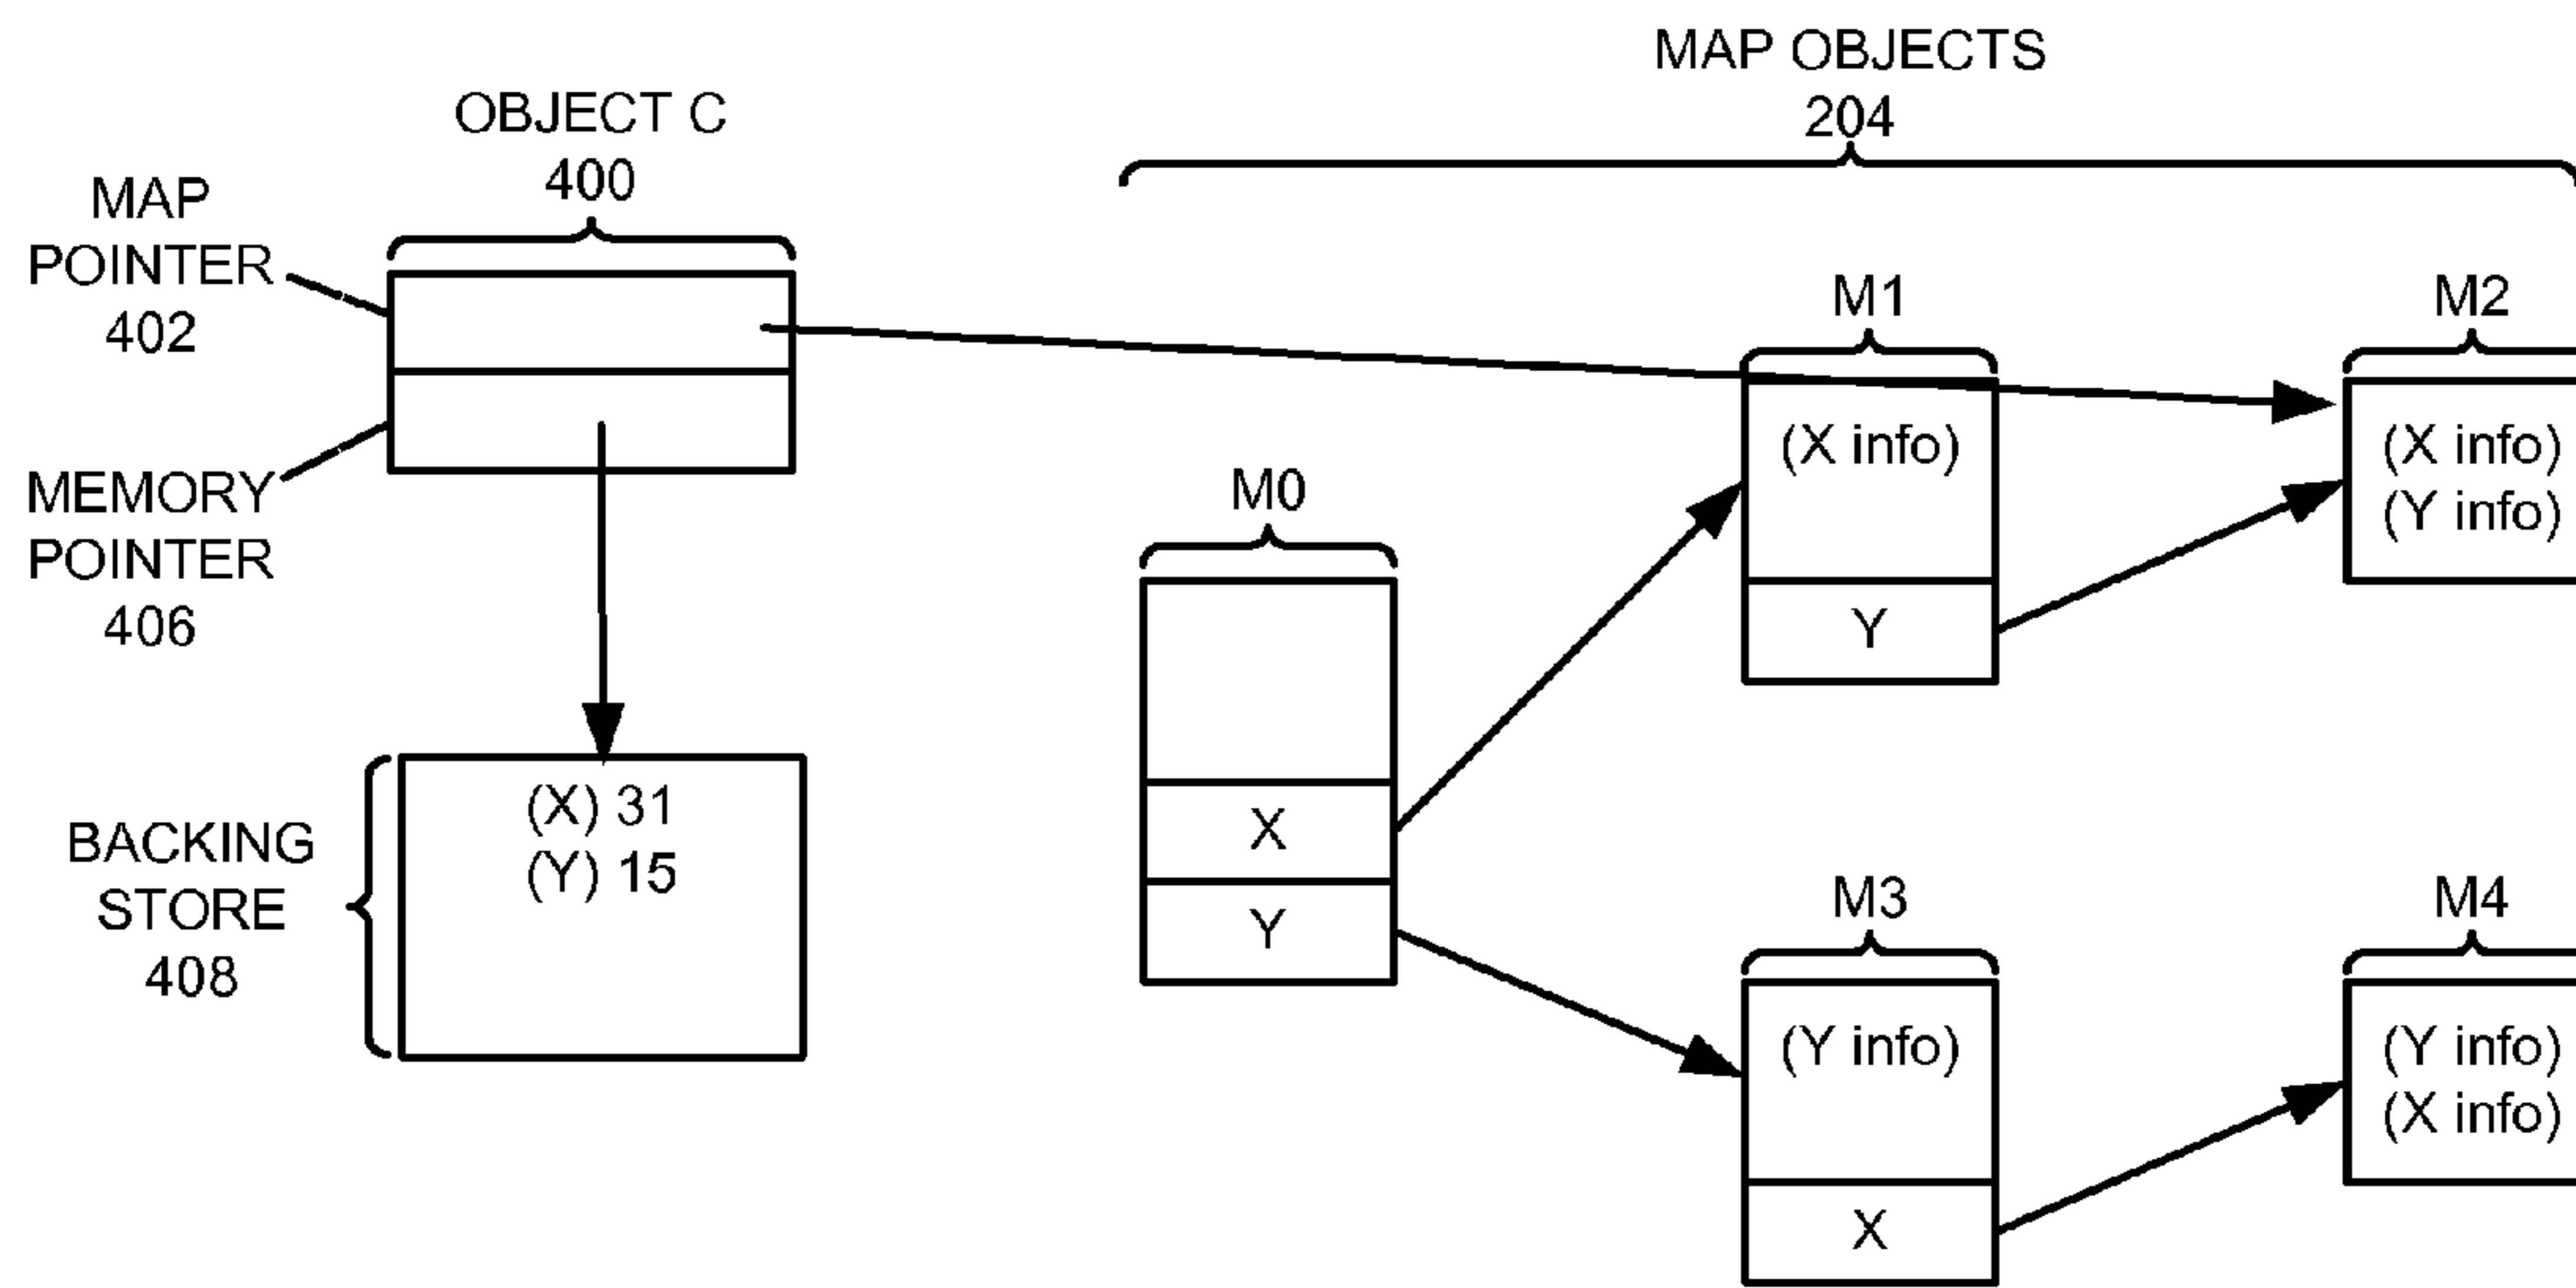 MAP OBJECTS
204
OBJECT C
400
MAP
POINTER
402
MEMORY
POINTER
406
BACKING
STORE
408
(X) 31
(Y) 15
M0
X
Y
M1
(X info)
Y
M2
(X info)
(Y info)
M3
(Y info)
X
M4
(Y info)
(X info)